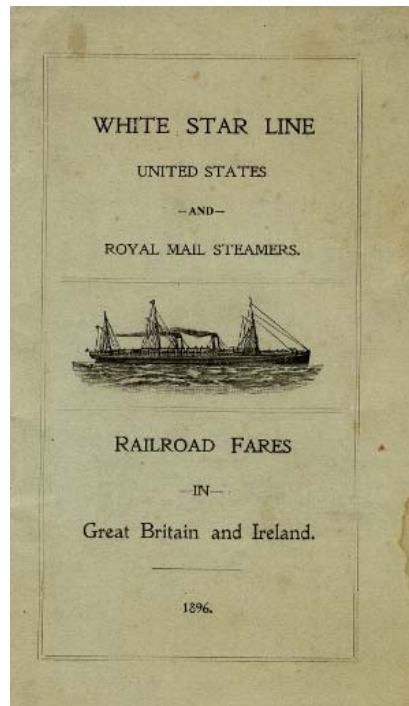 WHITE STAR LINE
UNITED STATES
—AND—
ROYAL MAIL STEAMERS.
RAILROAD FARES
—IN—
Great Britain and Ireland.
1896.